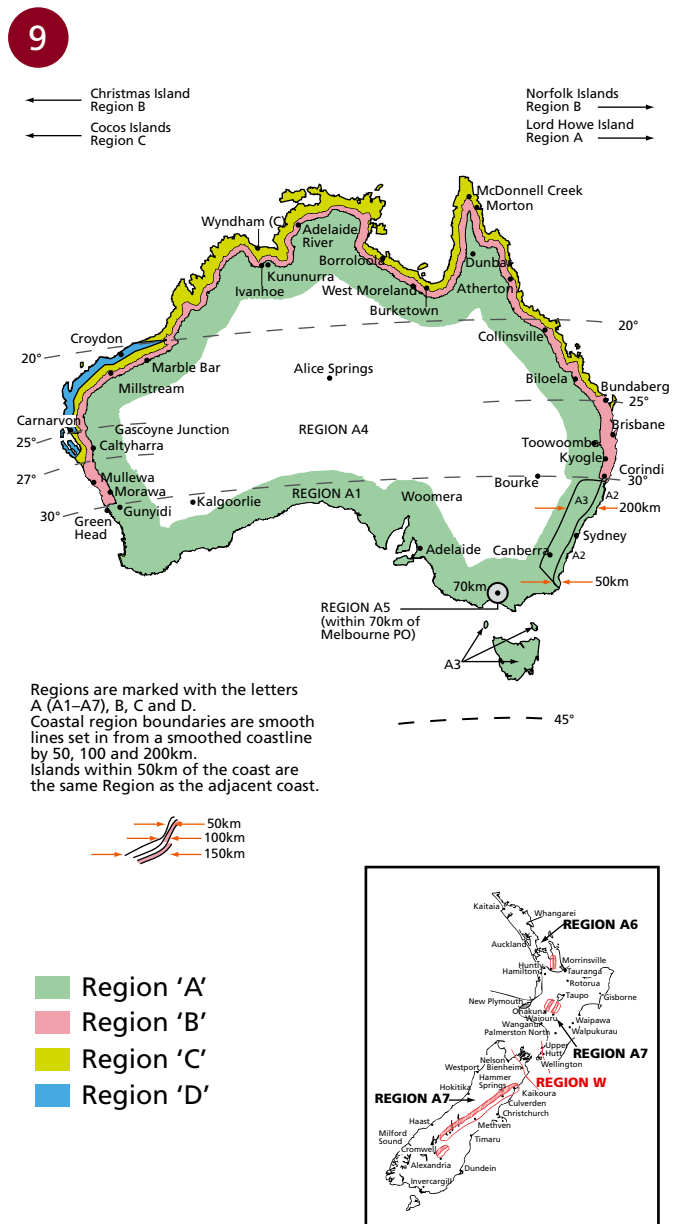 9
Christmas Island
Region B
Cocos Islands
Region C
Norfolk Islands
Region B
Lord Howe Island
Region A
McDonnell Creek
Morton
Wyndham (C)
Adelaide
River
Borroloola
Dunbar
Kununurra
Ivanhoe
West Moreland
Atherton
Burketown
20°
Collinsville
Croydon
20°
Marble Bar
Alice Springs
Millstream
Biloela
Bundaberg
25°
Carnarvon
Gascoyne Junction
REGION A4
Brisbane
25°
Caltyharra
Toowoomba
Kyogle
27°
Mullewa
Bourke
Corindi
30°
Morawa
REGION A1
Woomera
A3
A2
Kalgoorlie
200km
30°
Gunyidi
Green
Head
Sydney
Adelaide
Canberra
A2
70km
50km
REGION A5
(within 70km of
Melbourne PO)
A3
Regions are marked with the letters
A (A1–A7), B, C and D.
Coastal region boundaries are smooth
lines set in from a smoothed coastline
by 50, 100 and 200km.
Islands within 50km of the coast are
the same Region as the adjacent coast.
45°
50km
100km
150km
Region 'A'
Region 'B'
Region 'C'
Region 'D'
Kaitaia
Whangarei
REGION A6
Auckland
Huntly
Morrinsville
Hamilton
Tauranga
Rotorua
Taupo
Gisborne
New Plymouth
Ohakuna
Waiouru
Waipawa
Wanganui
Walpukurau
Palmerston North
Upper
Hutt
REGION A7
Wellington
Nelson
Bienheim
Westport
Hammer
Springs
REGION W
Hokitika
Kaikoura
REGION A7
Culverden
Christchurch
Haast
Methven
Milford
Sound
Timaru
Cromwell
Alexandria
Dundein
Invercargill